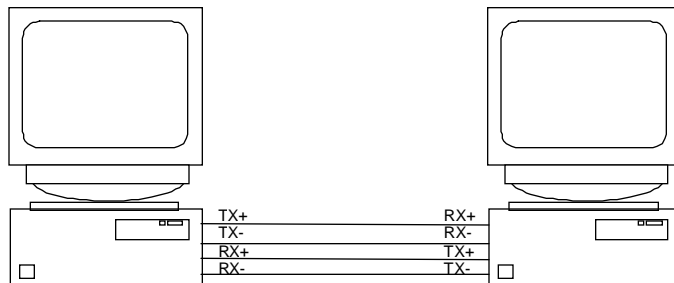 TX+ RX+
TX- RX-
RX+ TX+
RX- TX-